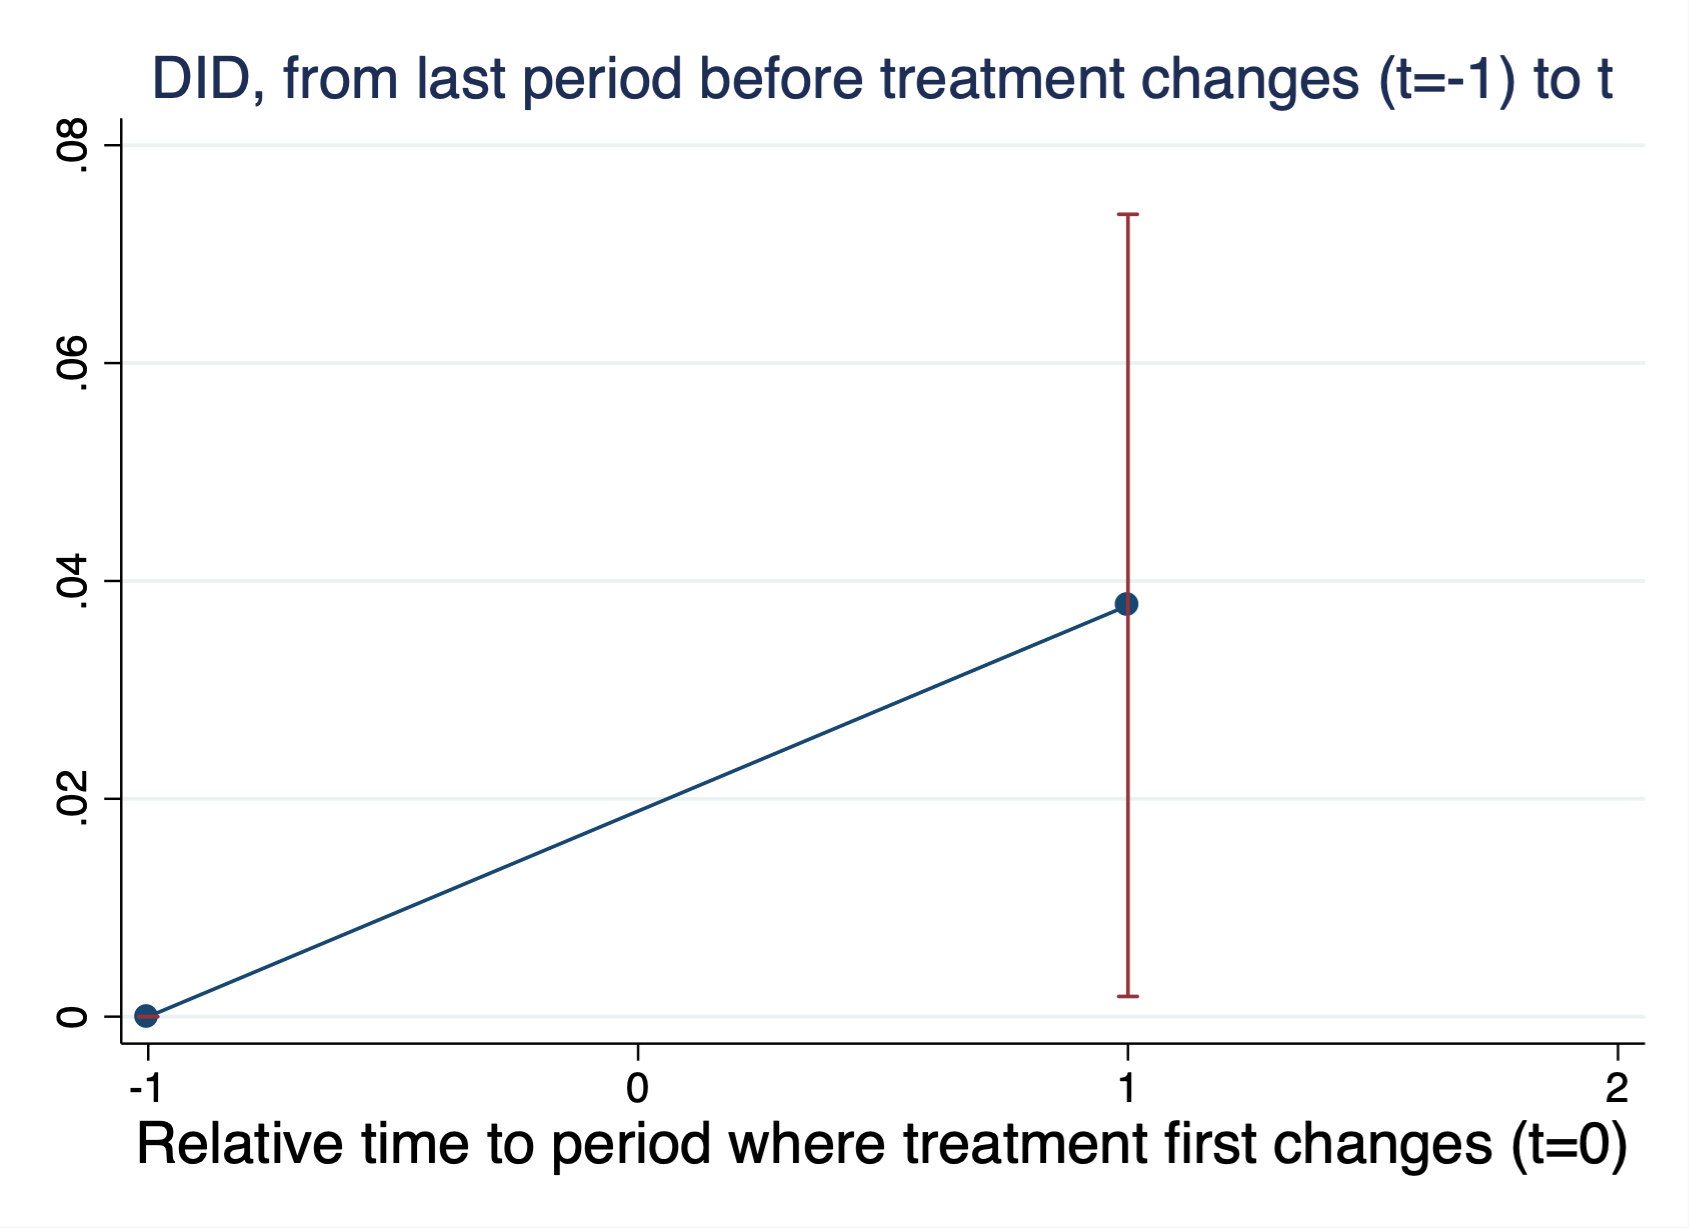 DID, from last period before treatment changes (t=-1) to t
.08
.06
.04
.02
0
-1 0 1 2
Relative time to period where treatment first changes (t=0)